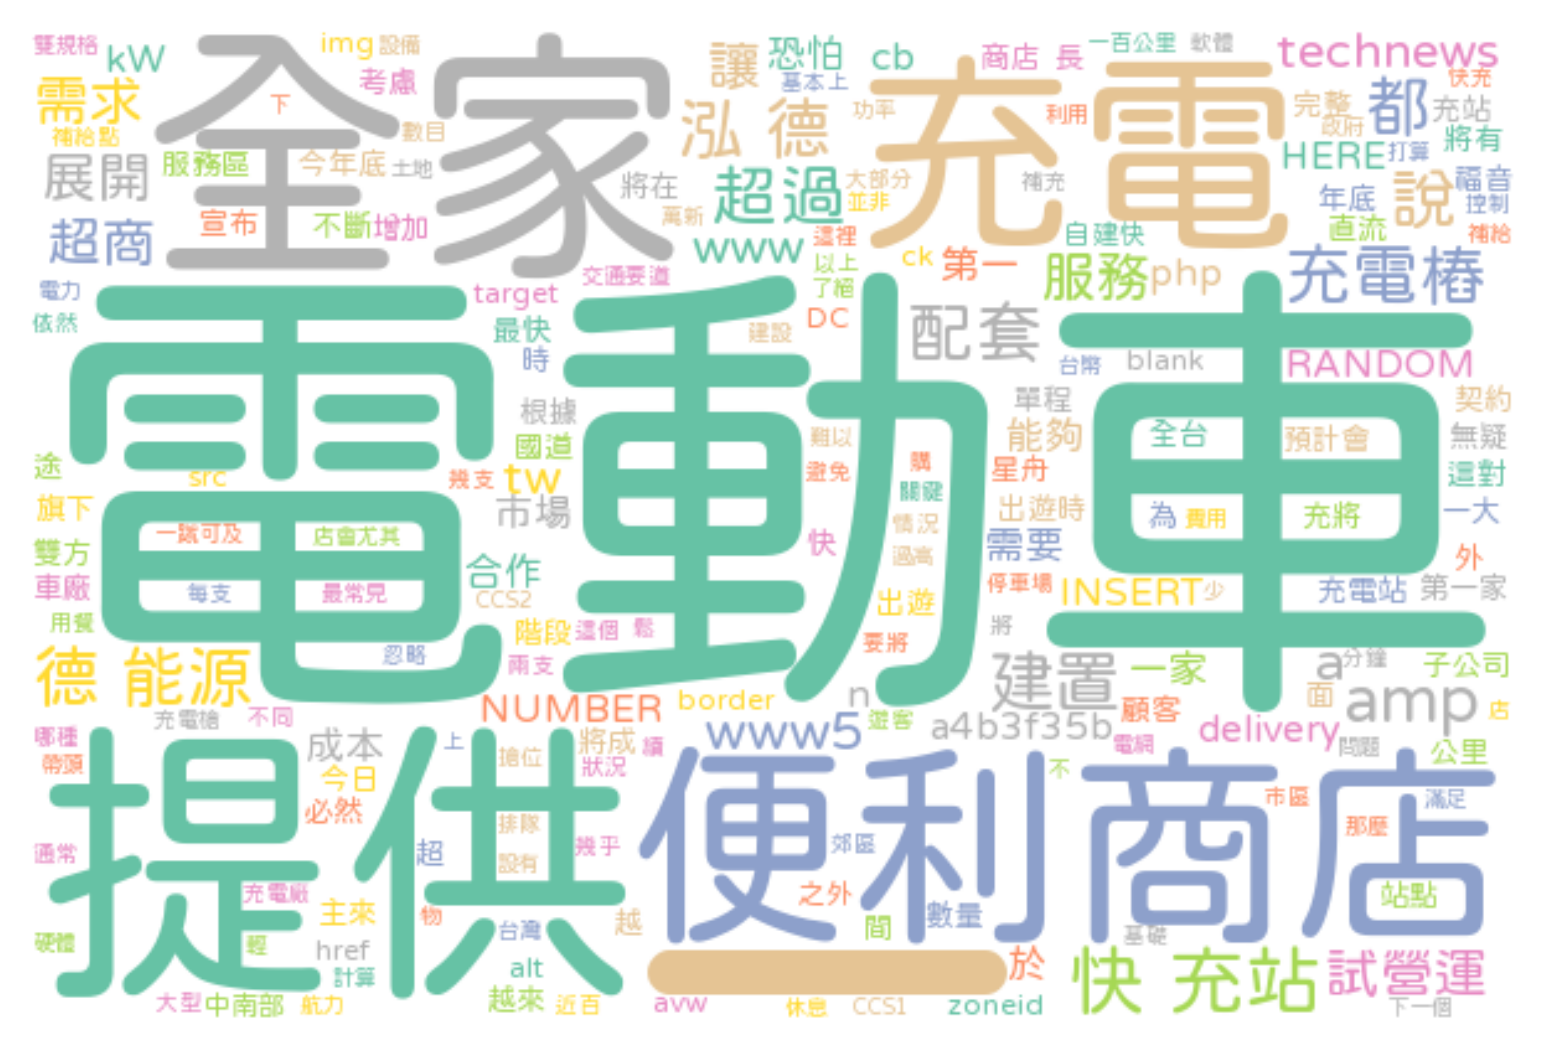 雙規格 kW img 設備 讓 恐怕 cb 商店 長 一百公里 軟體 technews
需求 下 考慮 全家 基本上 充電 快充
補給點 數目 泓 德 功率 利用 完整 政府 都 充站
展開 服務區 今年底 土地 將在 超過 大部分 並非 補充 HERE 打算 將有
超商 宣布 不斷 增加 萬新 年底 說 福音 控制
www 這裡 自建快 直流 補給
電力 target 交通要道 以上 了絕 ck 第一 服務 php 充電樁
依然 最快 建設 DC 配套
電動車
時 台幣 blank RANDOM
根據 單程 契約
國道 難以 能夠 全台 預計會 無疑
途 src 幾支 tw 避免 購 星舟 這對
旗下 市場 關鍵 情況 出遊時 為 費用 充將 一大
雙方 一蹴可及 店會尤其 快 過高 需要 外
車廠 每支 最常見 合作 CCS2 出遊 停車場 INSERT 少 充電站 第一家
用餐 階段 這個 鬆 要將 將
德 能源 忽略 兩支 建置 一家 a 分鐘 子公司
充電槍 不同 NUMBER border n 顧客 面 amp 店
哪種 成本 上 將成 續 www5 遊客 a4b3f35b 電網 delivery 問題 公里
帶頭 今日 搶位 狀況 不
提供 便利商店
必然 市區 滿足
通常 超 排隊 幾乎 郊區 那麼
充電廠 設有 之外 站點
主來 物 越 數量
硬體 輕 href 台灣 間 基礎
計算 alt 於 快 充站 試營運
大型 中南部 航力 越來 近百 avw 休息 CCS1 zoneid 下一個